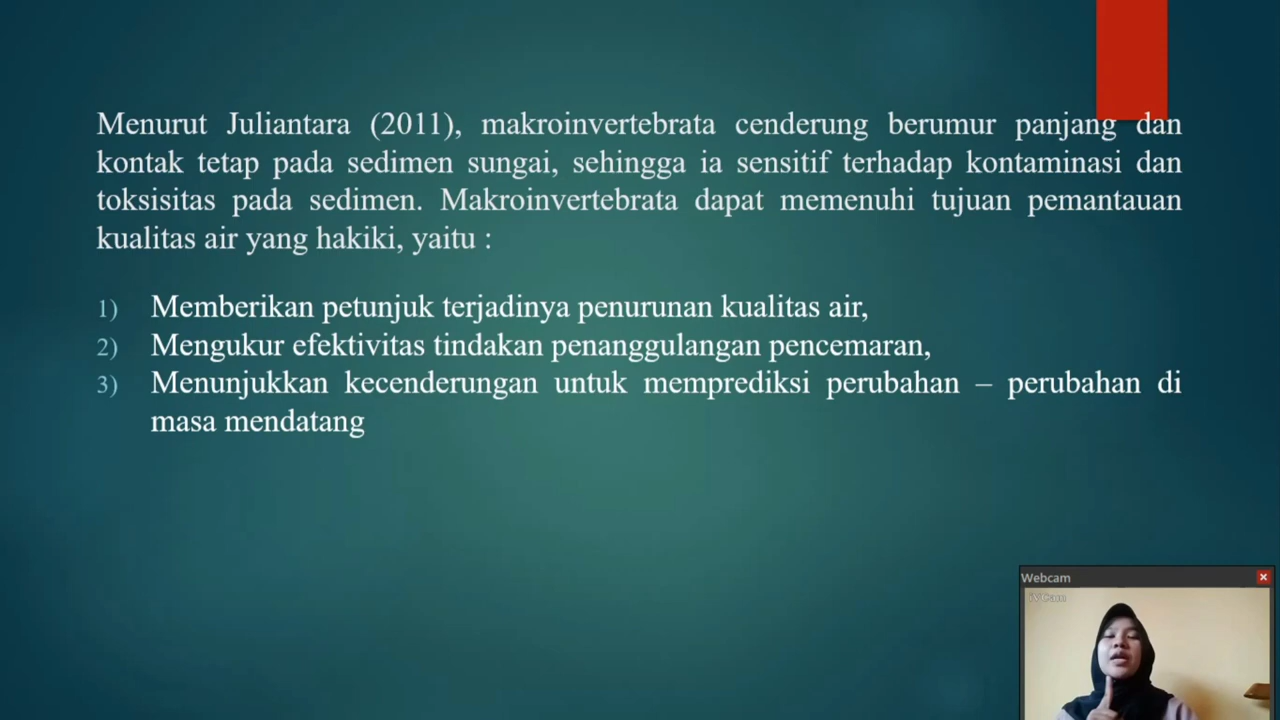 Menurut Juliantara (2011), makroinvertebrata cenderung berumur panjang dan
kontak tetap pada sedimen sungai, sehingga ia sensitif terhadap kontaminasi dan
toksisitas pada sedimen. Makroinvertebrata dapat memenuhi tujuan pemantauan
kualitas air yang hakiki, yaitu :
1) Memberikan petunjuk terjadinya penurunan kualitas air,
2) Mengukur efektivitas tindakan penanggulangan pencemaran,
3) Menunjukkan kecenderungan untuk memprediksi perubahan – perubahan di
masa mendatang
Webcam
iVCam